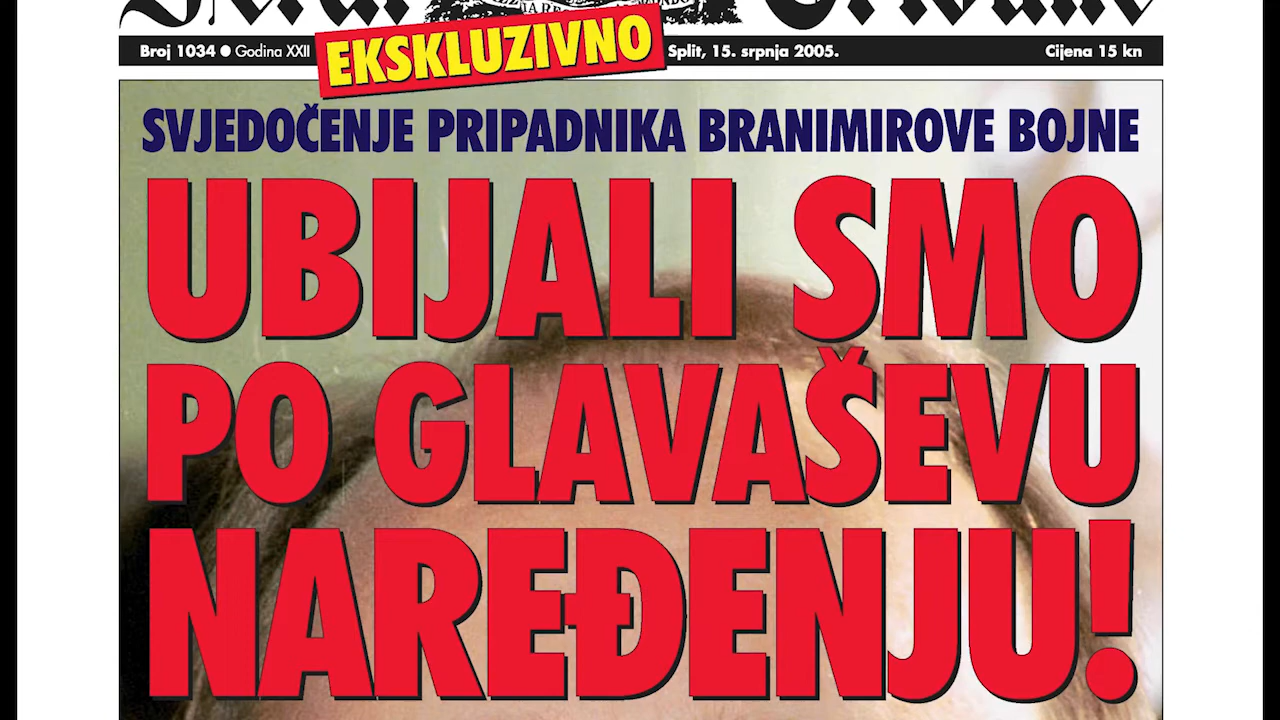 Broj 1034 ● Godina XXII
EKSKLUZIVNO
Split, 15. srpnja 2005.
Cijena 15 kn
SVJEDOČENJE PRIPADNIKA BRANIMIROVE BOJNE
UBIJALI SMO
PO GLAVAŠEVU
NAREĐENJU!